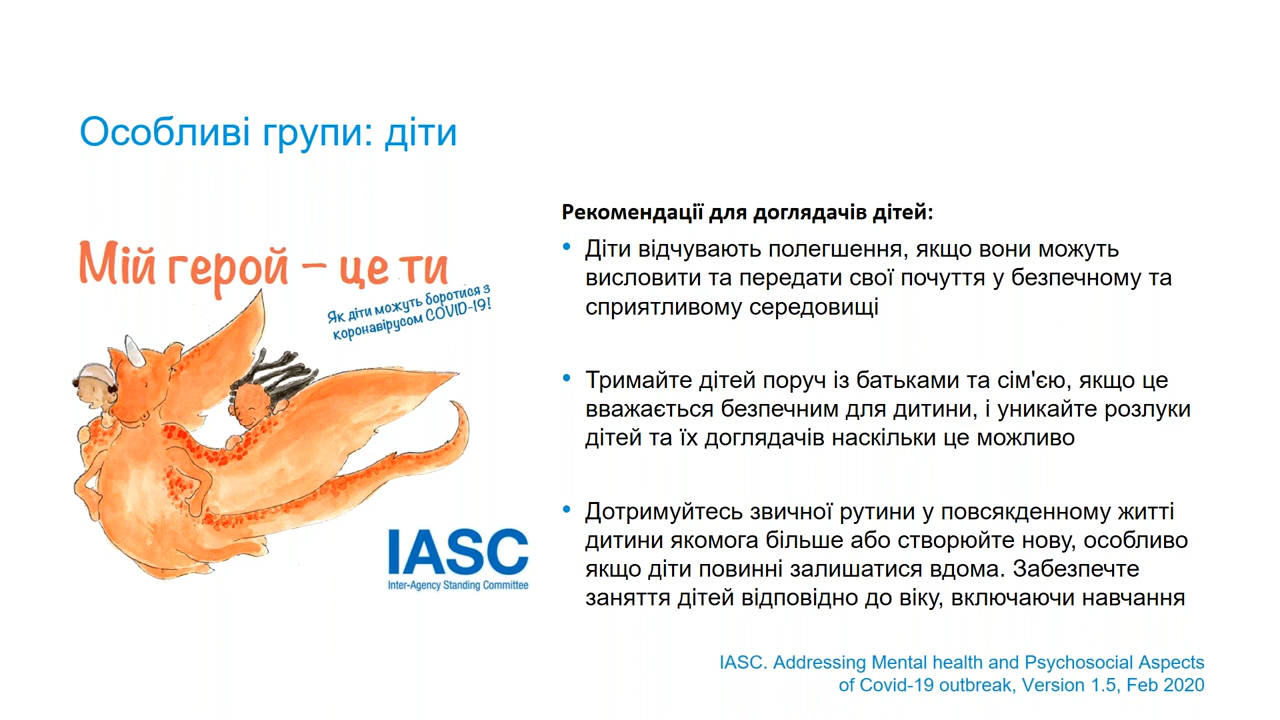 Особливі групи: діти
Мій герой – це ти
Як діти можуть боротися з
коронавірусом COVID-19!
IASC
Inter-Agency Standing Committee
Рекомендації для доглядачів дітей:
• Діти відчувають полегшення, якщо вони можуть
висловити та передати свої почуття у безпечному та
сприятливому середовищі
• Тримайте дітей поруч із батьками та сім'єю, якщо це
вважається безпечним для дитини, і уникайте розлуки
дітей та їх доглядачів наскільки це можливо
• Дотримуйтесь звичної рутини у повсякденному житті
дитини якомога більше або створюйте нову, особливо
якщо діти повинні залишатися вдома. Забезпечте
заняття дітей відповідно до віку, включаючи навчання
IASC. Addressing Mental health and Psychosocial Aspects
of Covid-19 outbreak, Version 1.5, Feb 2020